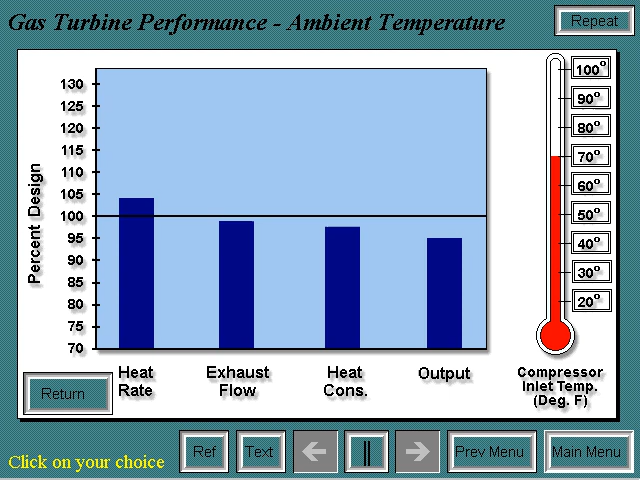 Gas Turbine Performance - Ambient Temperature
Repeat
130
125
120
115
110
105
100
95
90
85
80
75
70
Percent Design
Heat
Rate
Exhaust
Flow
Heat
Cons.
Output
100°
90°
80°
70°
60°
50°
40°
30°
20°
Compressor
Inlet Temp.
(Deg. F)
Return
Click on your choice
Ref
Text
Prev Menu
Main Menu